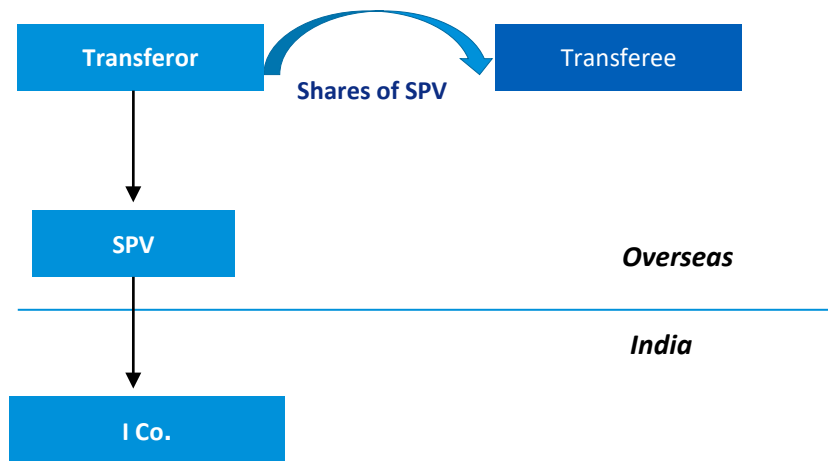 Transferor
Transferee
Shares of SPV
SPV
Overseas
India
I Co.